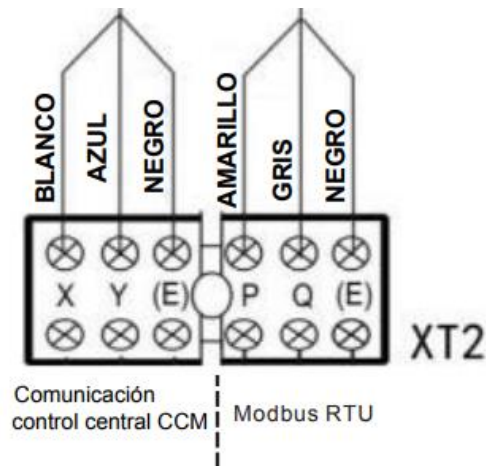 BLANCO
AZUL
NEGRO
AMARILLO
GRIS
NEGRO
X Y (E) P Q (E)
XT2
Comunicación
control central CCM
Modbus RTU